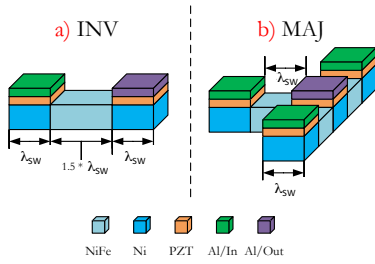 a) INV
b) MAJ
λSW
λSW
1.5 * λSW
λSW
λSW
NiFe
Ni
PZT
Al/In
Al/Out